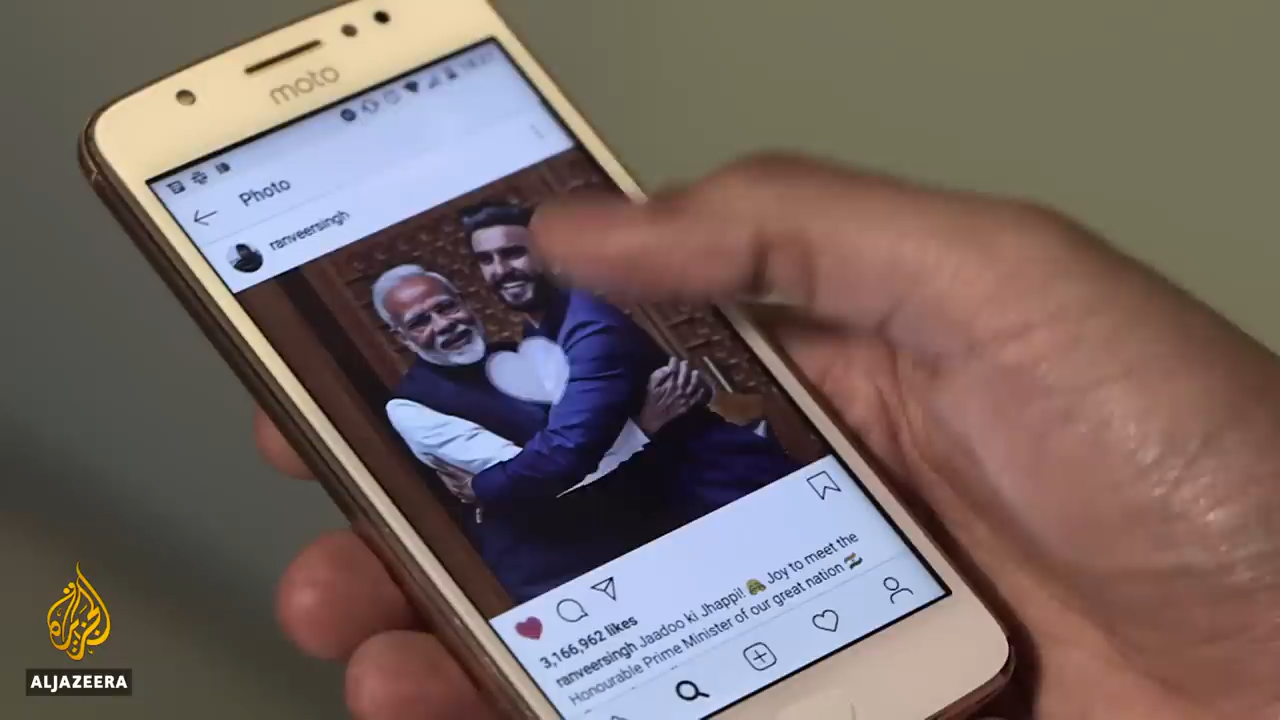 moto
Photo
ranveersingh
3,166,962 likes
ranveersingh Jaadoo ki Jhappi! 🤗 Joy to meet the
Honourable Prime Minister of our great nation 🇮🇳
الجزيرة
ALJAZEERA